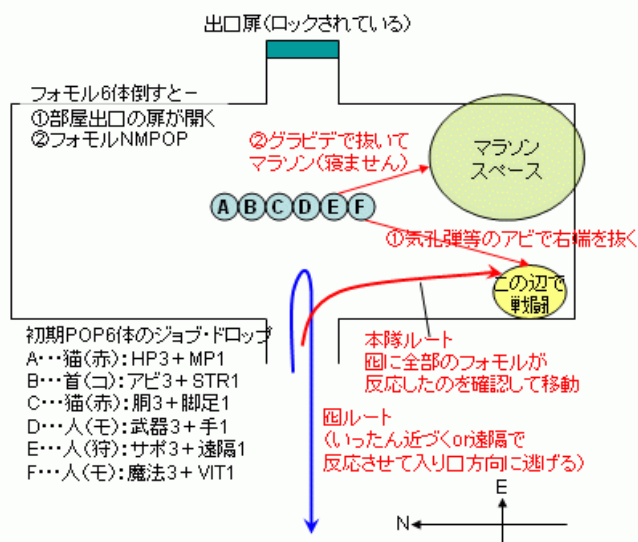 出口扉(ロックされている)
フォモル6体倒すとー
①部屋出口の扉が開く
②フォモルNMPOP
②グラビデで抜いて
マラソン(寝ません)
マラソン
スペース
A B C D E F
①気孔弾等のアビで右端を抜く
この辺で
戦闘
初期POP6体のジョブ・ドロップ
A…猫(赤):HP3+MP1
B…首(コ):アビ3+STR1
C…猫(赤):胴3+脚足1
D…人(モ):武器3+手1
E…人(狩):サポ3+遠隔1
F…人(モ):魔法3+VIT1
本隊ルート
囮に全部のフォモルが
反応したのを確認して移動
囮ルート
(いったん近づくor遠隔で
反応させて入り口方向に逃げる)
E
N